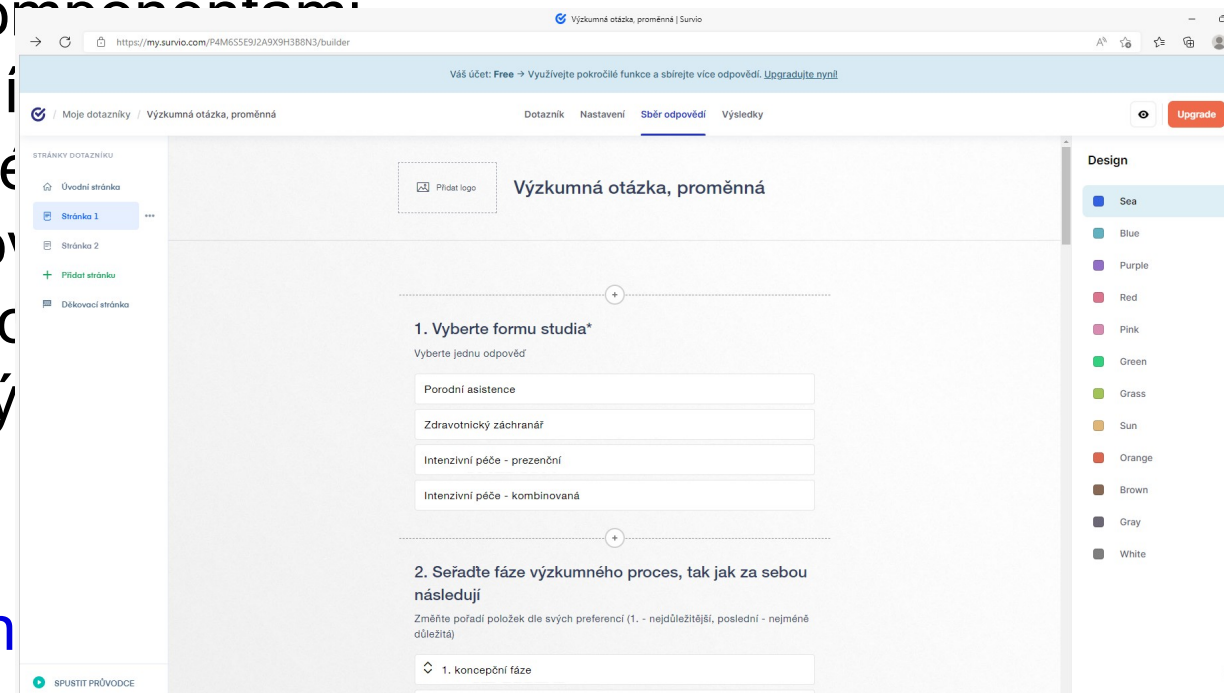 Výzkumná otázka, proměnná | Survio
https://my.survio.com/P4M6S5E9J2A9X9H3B8N3/builder
Váš účet: Free → Využívejte pokročilé funkce a sbírejte více odpovědí. Upgradujte nyní!
/ Moje dotazníky / Výzkumná otázka, proměnná
Dotazník Nastavení Sběr odpovědí Výsledky
Upgrade
STRÁNKY DOTAZNÍKU
Úvodní stránka
Stránka 1
Stránka 2
+ Přidat stránku
Děkovací stránka
SPUSTIT PRŮVODCE
Přidat logo
Výzkumná otázka, proměnná
1. Vyberte formu studia*
Vyberte jednu odpověď
Porodní asistence
Zdravotnický záchranář
Intenzivní péče - prezenční
Intenzivní péče - kombinovaná
2. Seřaďte fáze výzkumného proces, tak jak za sebou
následují
Změňte pořadí položek dle svých preferencí (1. - nejdůležitější, poslední - nejméně
důležitá)
1. koncepční fáze
Design
Sea
Blue
Purple
Red
Pink
Green
Grass
Sun
Orange
Brown
Gray
White